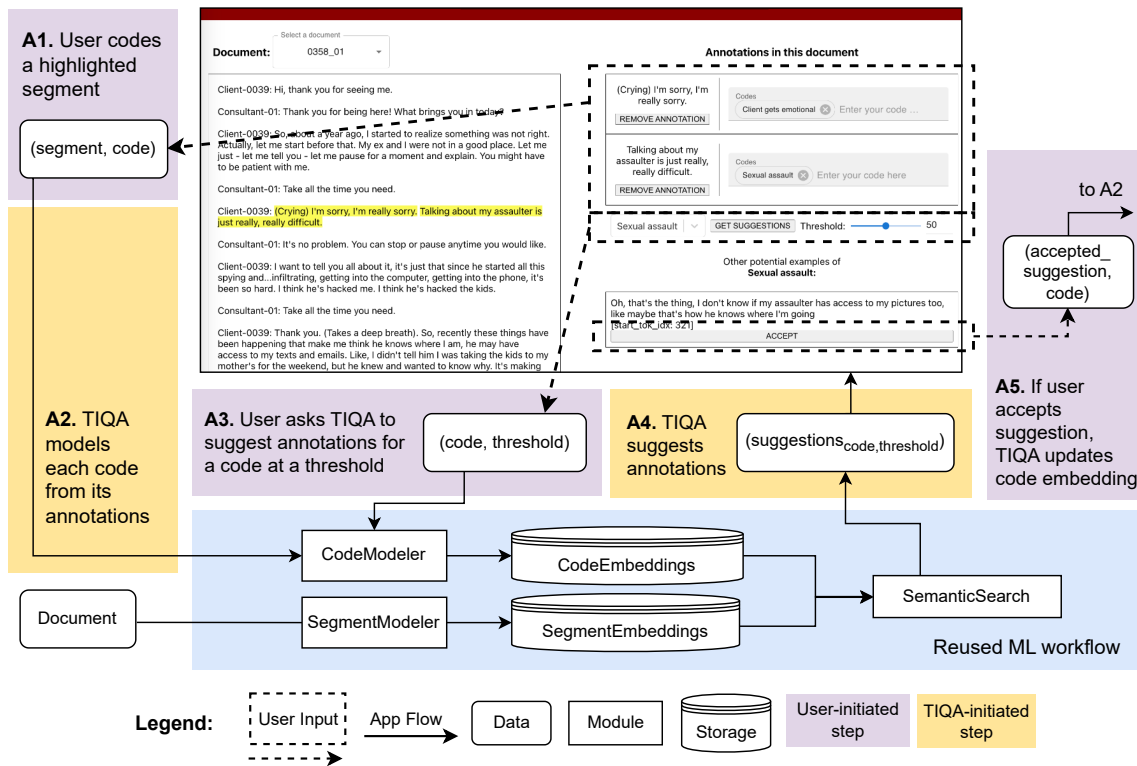 A1. User codes
a highlighted
segment
(segment, code)
A2. TIQA
models
each code
from its
annotations
Document:
Select a document
0358_01
Client-0039: Hi, thank you for seeing me.
Consultant-01: Thank you for being here! What brings you in today?
Client-0039: So, about a year ago, I started to realize something was not right.
Actually, let me start before that. My ex and I were not in a good place. Let me
just - let me tell you - let me pause for a moment and explain. You might have
to be patient with me.
Consultant-01: Take all the time you need.
Client-0039: (Crying) I'm sorry, I'm really sorry. Talking about my assaulter is
just really, really difficult.
Consultant-01: It's no problem. You can stop or pause anytime you would like.
Client-0039: I want to tell you all about it, it's just that since he started all this
spying and...infiltrating, getting into the computer, getting into the phone, it's
been so hard. I think he's hacked me. I think he's hacked the kids.
Consultant-01: Take all the time you need.
Client-0039: Thank you. (Takes a deep breath). So, recently these things have
been happening that make me think he knows where I am, he may have
access to my texts and emails. Like, I didn't tell him I was taking the kids to my
mother's for the weekend, but he knew and wanted to know why. It's making
Annotations in this document
(Crying) I'm sorry, I'm
really sorry.
REMOVE ANNOTATION
Codes
Client gets emotional
Enter your code ...
Talking about my
assaulter is just really,
really difficult.
REMOVE ANNOTATION
Codes
Sexual assault
Enter your code here
Sexual assault
GET SUGGESTIONS
Threshold:
50
Other potential examples of
Sexual assault:
Oh, that's the thing, I don't know if my assaulter has access to my pictures too,
like maybe that's how he knows where I'm going
[start_tok_idx: 321]
ACCEPT
to A2
(accepted_
suggestion,
code)
A5. If user
accepts
suggestion,
TIQA updates
code embedding
A3. User asks TIQA to
suggest annotations for
a code at a threshold
(code, threshold)
A4. TIQA
suggests
annotations
(suggestions code,threshold)
CodeModeler
CodeEmbeddings
SemanticSearch
Document
SegmentModeler
SegmentEmbeddings
Reused ML workflow
Legend:
User Input
App Flow
Data
Module
Storage
User-initiated
step
TIQA-initiated
step